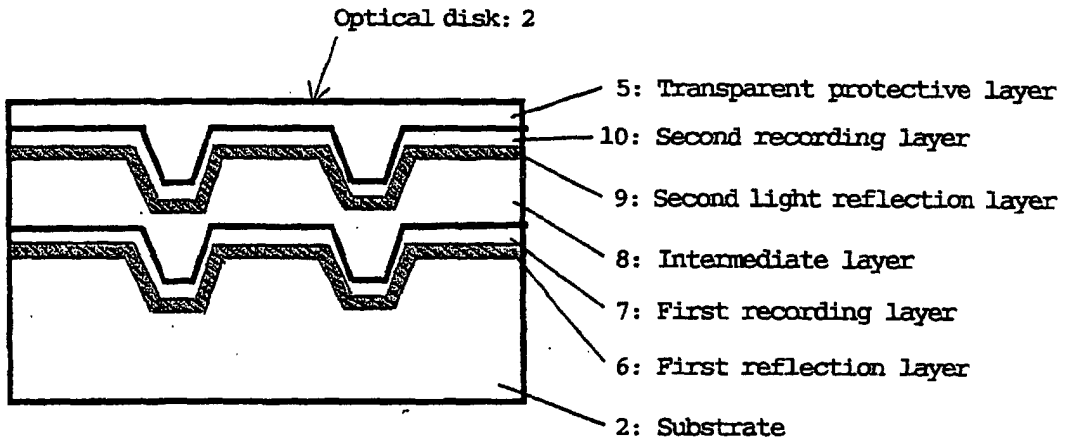 Optical disk: 2
5: Transparent protective layer
10: Second recording layer
9: Second light reflection layer
8: Intermediate layer
7: First recording layer
6: First reflection layer
2: Substrate